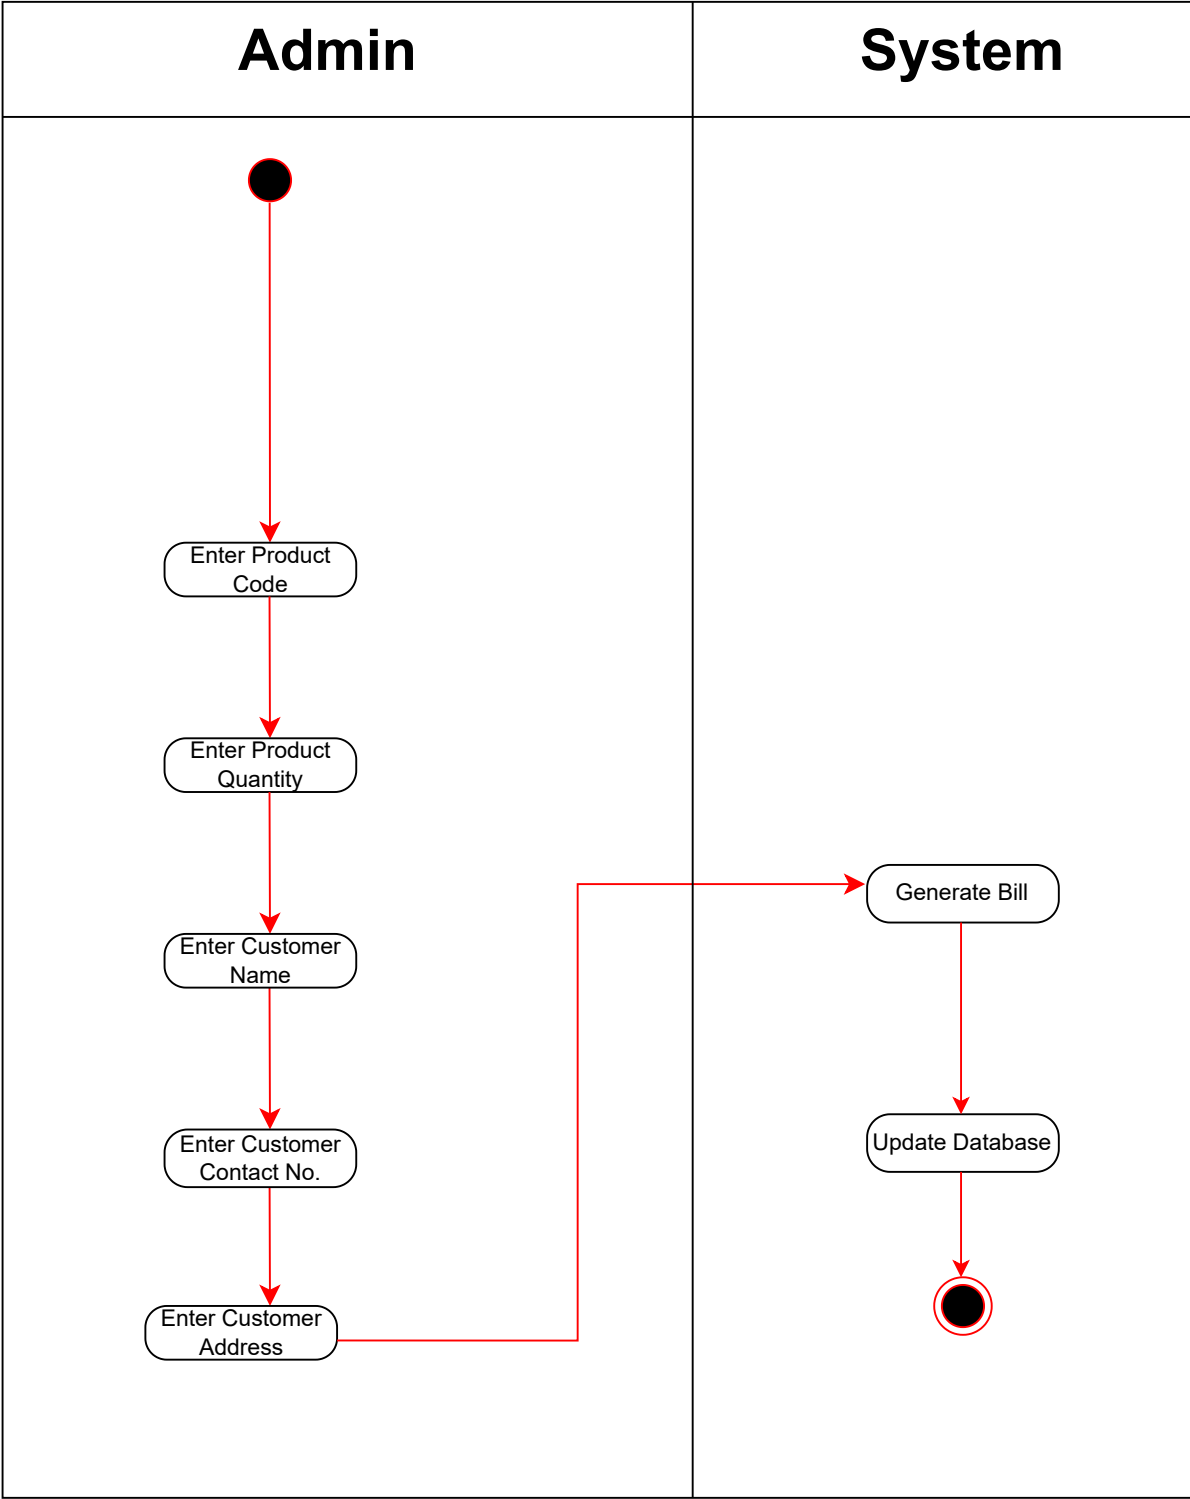 Admin
System
Enter Product
Code
Enter Product
Quantity
Enter Customer
Name
Enter Customer
Contact No.
Enter Customer
Address
Generate Bill
Update Database